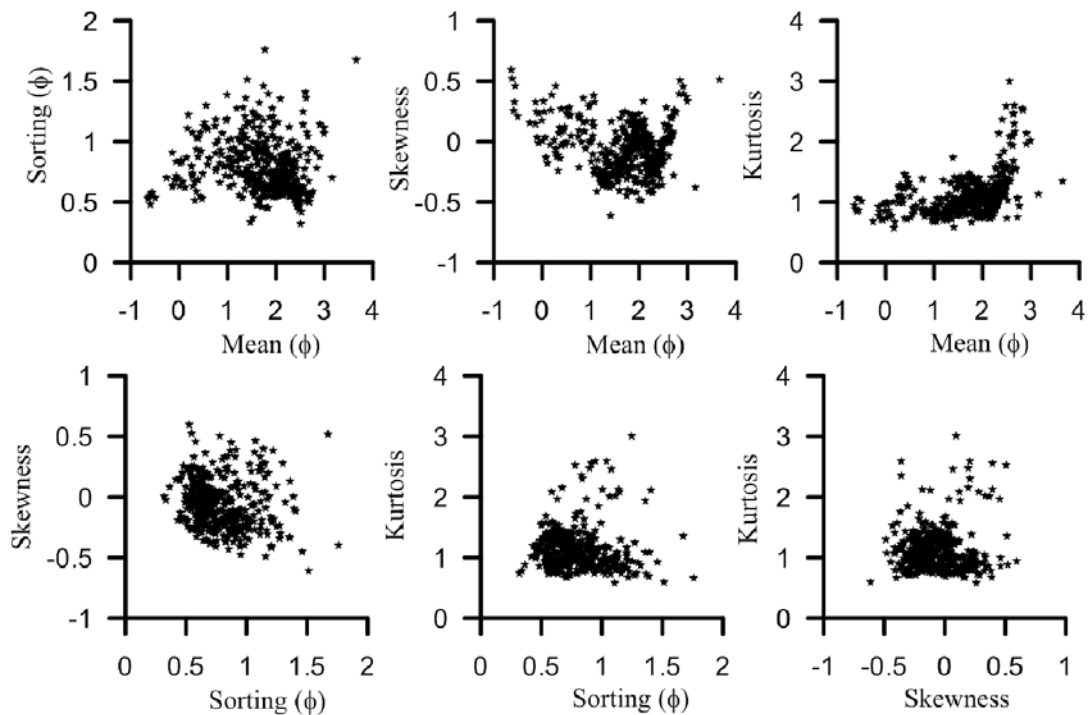 2
1.5
1
0.5
0
Sorting (ϕ)
-1 0 1 2 3 4
Mean (ϕ)
1
0.5
0
-0.5
-1
Skewness
-1 0 1 2 3 4
Mean (ϕ)
4
3
2
1
0
Kurtosis
-1 0 1 2 3 4
Mean (ϕ)
1
0.5
0
-0.5
-1
Skewness
0 0.5 1 1.5 2
Sorting (ϕ)
4
3
2
1
0
Kurtosis
0 0.5 1 1.5 2
Sorting (ϕ)
4
3
2
1
0
Kurtosis
-1 -0.5 0 0.5 1
Skewness